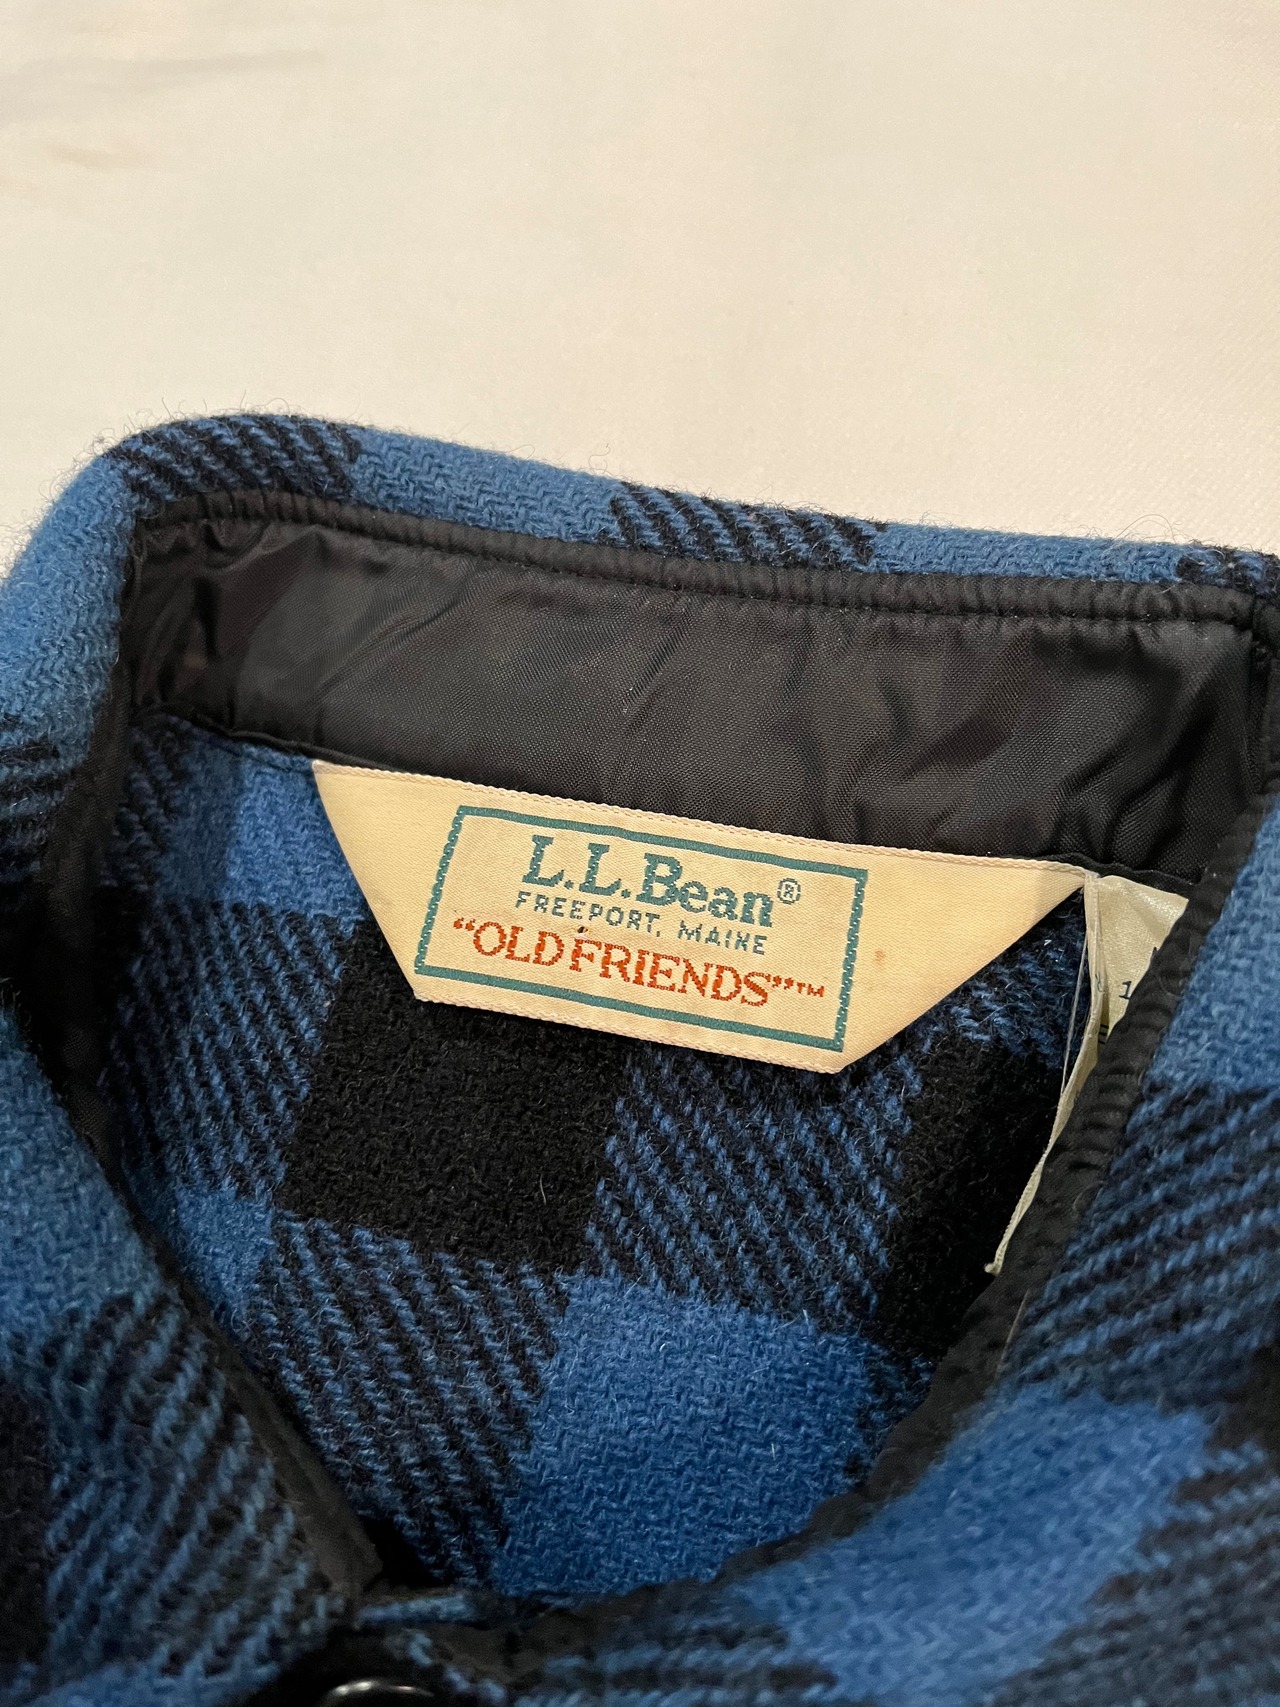 L.L.Bean®
FREEPORT, MAINE
“OLD FRIENDS”™